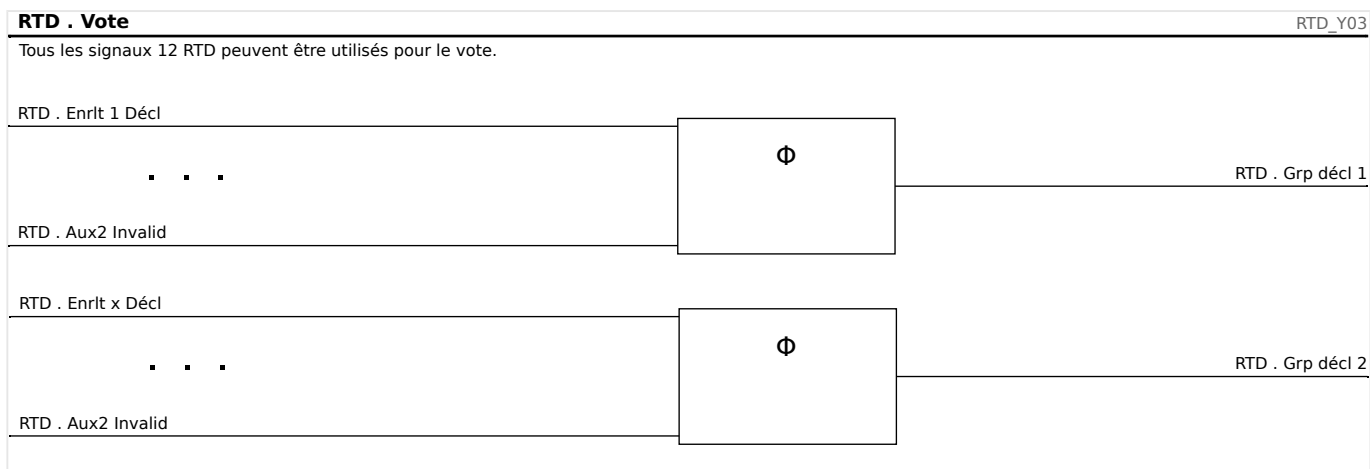 RTD . Vote
RTD_Y03
Tous les signaux 12 RTD peuvent être utilisés pour le vote.
RTD . Enrlt 1 Décl
Φ
RTD . Grp décl 1
RTD . Aux2 Invalid
RTD . Enrlt x Décl
Φ
RTD . Grp décl 2
RTD . Aux2 Invalid